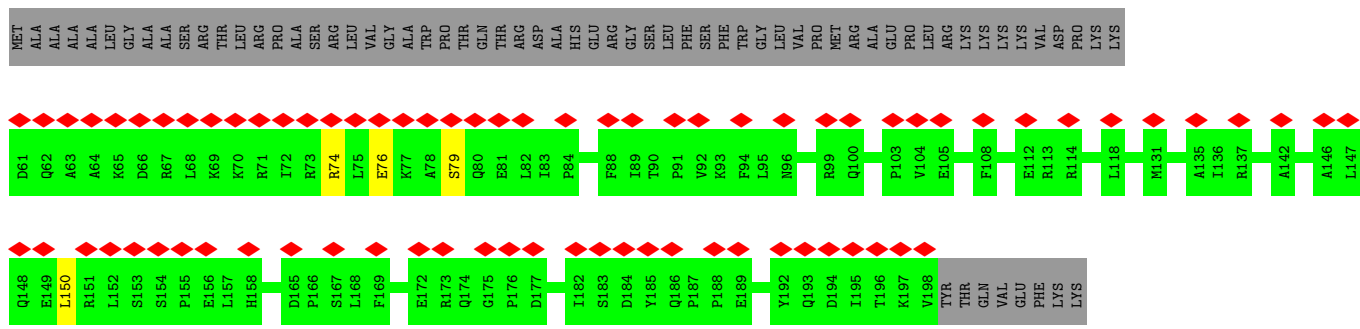 MET ALA ALA ALA ALA LEU GLY ALA ALA SER ARG THR LEU ARG PRO ALA SER ARG LEU VAL GLY ALA TRP PRO THR GLN THR ARG ASP ALA HIS GLU ARG GLY SER LEU PHE SER PHE TRP GLY LEU VAL PRO MET ARG ALA GLU PRO LEU ARG LYS LYS LYS LYS VAL ASP PRO LYS LYS
D61 Q62 A63 A64 K65 D66 R67 L68 K69 K70 R71 I72 R73 R74 L75 E76 K77 A78 S79 Q80 E81 L82 I83 P84 F88 I89 T90 P91 V92 K93 F94 L95 N96 R99 Q100 P103 V104 E105 F108 E112 R113 R114 L118 M131 A135 I136 R137 A142 A146 L147
Q148 E149 L150 R151 L152 S153 S154 P155 E156 L157 H158 D165 P166 S167 L168 F169 E172 R173 Q174 G175 P176 D177 I182 S183 D184 Y185 Q186 P187 P188 E189 Y192 Q193 D194 I195 T196 K197 V198 TYR THR GLN VAL GLU PHE LYS LYS